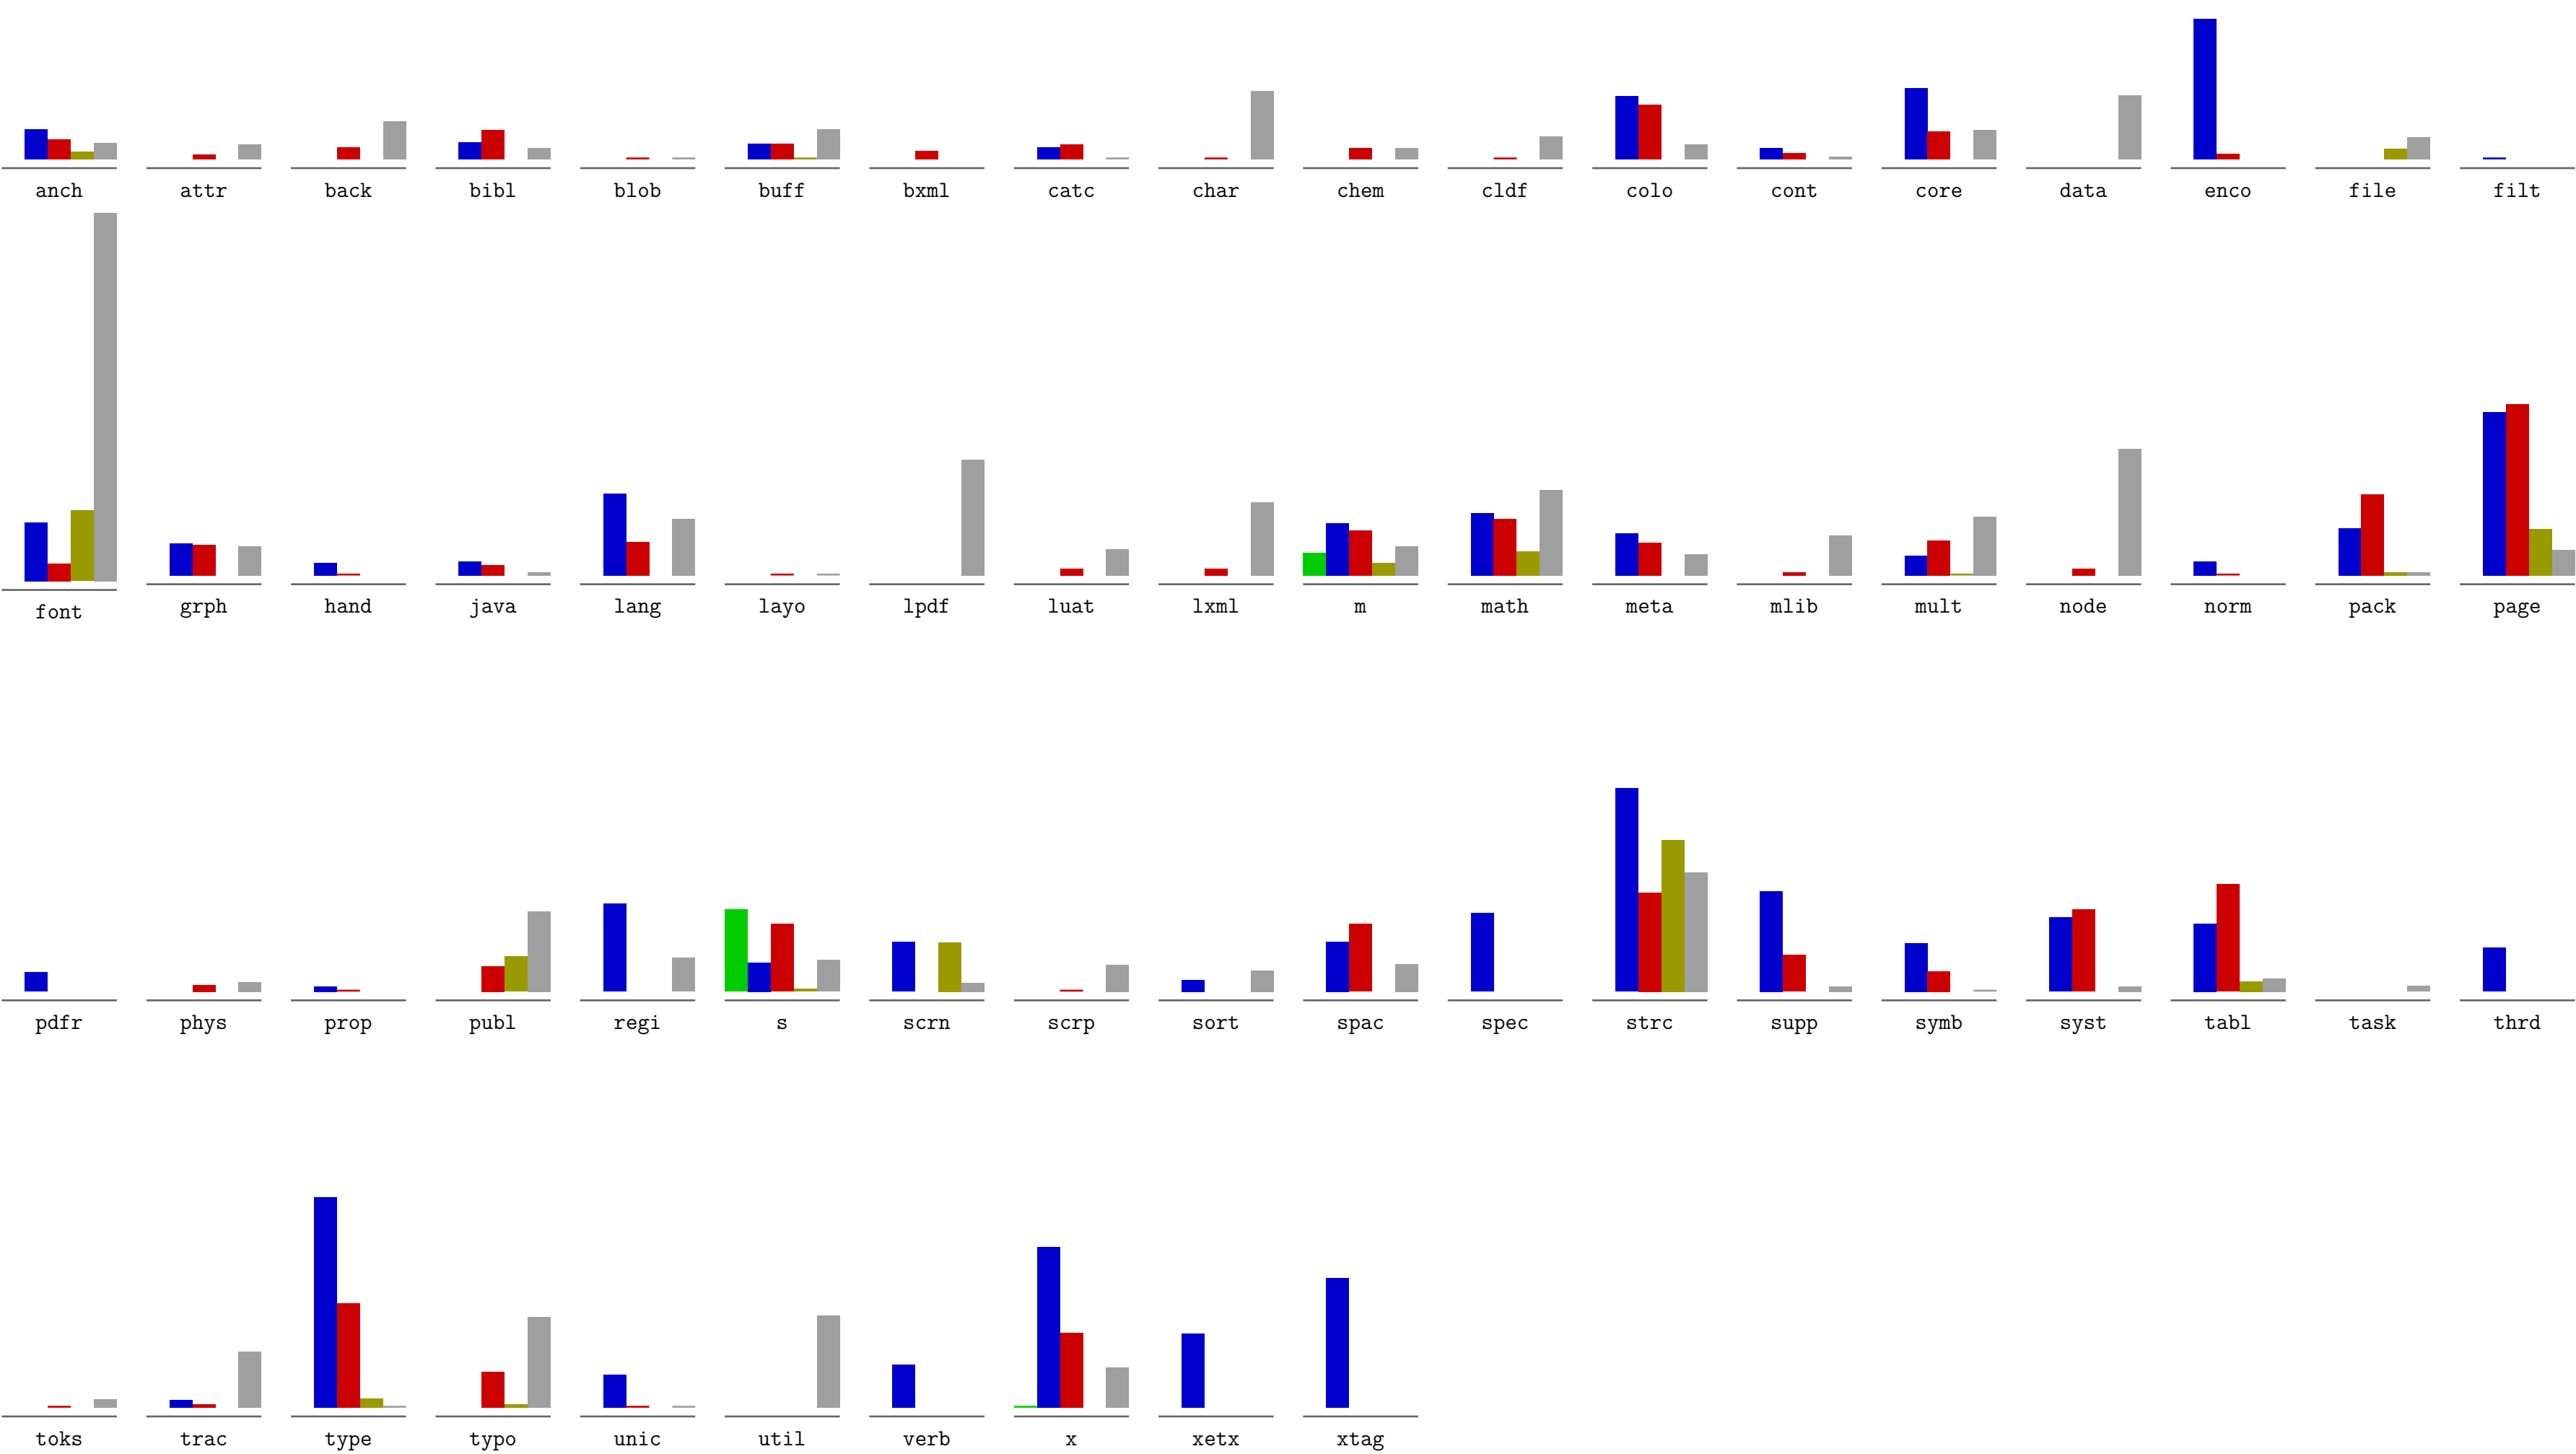 anch attr back bibl blob buff bxml catc char chem cldf colo cont core data enco file filt
font grph hand java lang layo lpdf luat lxml m math meta mlib mult node norm pack page
pdfr phys prop publ regi s scrn scrp sort spac spec strc supp symb syst tabl task thrd
toks trac type typo unic util verb x xetx xtag